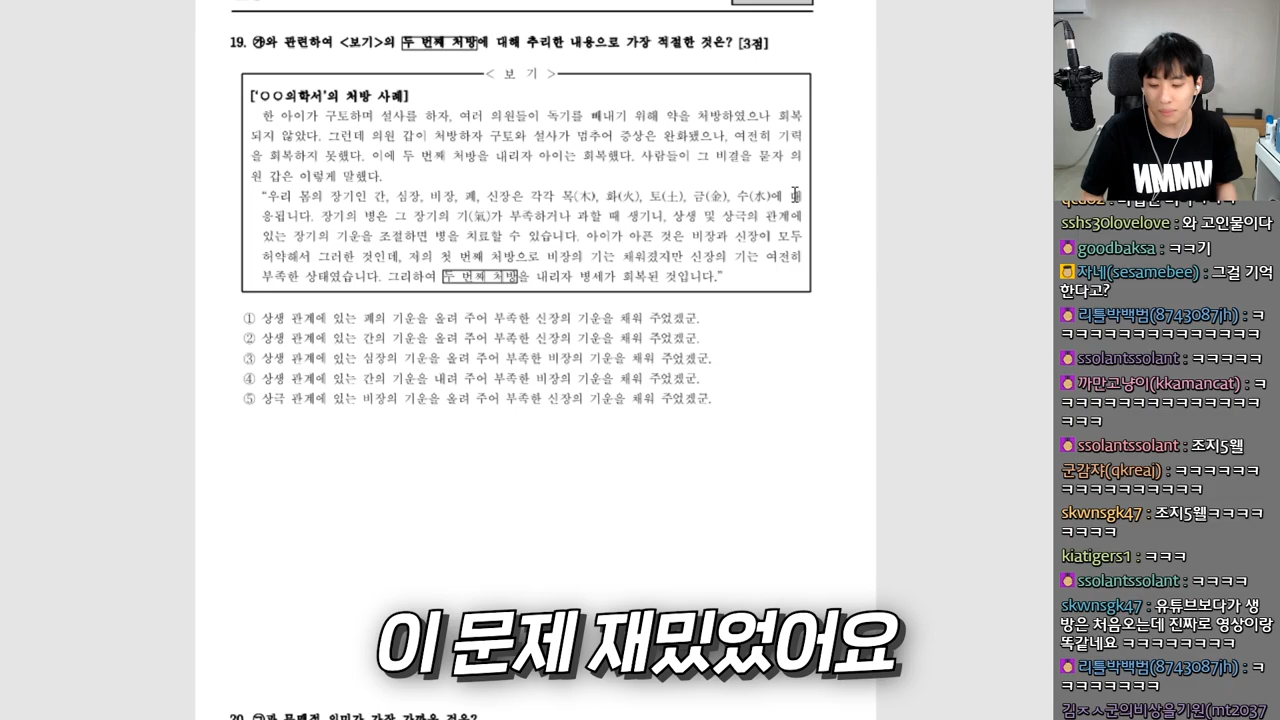 19. ㉮와 관련하여 <보기>의 두 번째 처방에 대해 추리한 내용으로 가장 적절한 것은? [3점]
< 보 기 >
['○○의학서'의 처방 사례]
한 아이가 구토하며 설사를 하자, 여러 의원들이 독기를 빼내기 위해 약을 처방하였으나 회복
되지 않았다. 그런데 의원 갑이 처방하자 구토와 설사가 멈추어 증상은 완화됐으나, 여전히 기력
을 회복하지 못했다. 이에 두 번째 처방을 내리자 아이는 회복했다. 사람들이 그 비결을 묻자 의
원 갑은 이렇게 말했다.
"우리 몸의 장기인 간, 심장, 비장, 폐, 신장은 각각 목(木), 화(火), 토(土), 금(金), 수(水)에
응됩니다. 장기의 병은 그 장기의 기(氣)가 부족하거나 과할 때 생기니, 상생 및 상극의 관계에
있는 장기의 기운을 조절하면 병을 치료할 수 있습니다. 아이가 아픈 것은 비장과 신장이 모두
허약해서 그러한 것인데, 저의 첫 번째 처방으로 비장의 기는 채워졌지만 신장의 기는 여전히
부족한 상태였습니다. 그리하여 두 번째 처방을 내리자 병세가 회복된 것입니다."
① 상생 관계에 있는 폐의 기운을 올려 주어 부족한 신장의 기운을 채워 주었겠군.
② 상생 관계에 있는 간의 기운을 올려 주어 부족한 신장의 기운을 채워 주었겠군.
③ 상생 관계에 있는 심장의 기운을 올려 주어 부족한 비장의 기운을 채워 주었겠군.
④ 상생 관계에 있는 간의 기운을 내려 주어 부족한 비장의 기운을 채워 주었겠군.
⑤ 상극 관계에 있는 비장의 기운을 올려 주어 부족한 신장의 기운을 채워 주었겠군.
이 문제 재밌었어요
NMMM
sshs30lovelove : 와 고인물이다
goodbaksa : ㅋㅋ기
자네(sesamebee) : 그걸 기억
한다고?
리틀박백범(8743087jh) : ㅋ
ㅋㅋㅋㅋㅋㅋㅋㅋㅋㅋㅋㅋㅋㅋ
ssolantssolant : ㅋㅋㅋㅋㅋ
까만고냥이(kkamancat) : ㅋ
ㅋㅋㅋㅋㅋㅋㅋㅋㅋㅋㅋㅋㅋㅋ
ㅋㅋㅋ
ssolantssolant : 조지5웰
군감쟈(qkreaj) : ㅋㅋㅋㅋㅋㅋ
ㅋㅋㅋㅋㅋㅋㅋㅋㅋㅋ
skwnsgk47 : 조지5웰ㅋㅋㅋㅋ
ㅋㅋㅋㅋ
kiatigers1 : ㅋㅋㅋ
ssolantssolant : ㅋㅋㅋㅋ
skwnsgk47 : 유튜브보다가 생
방은 처음오는데 진짜로 영상이랑
똑같네요 ㅋㅋㅋㅋㅋㅋㅋㅋ
리틀박백범(8743087jh) : ㅋ
ㅋㅋㅋㅋㅋㅋㅋ
김ㅈㅅ군의비상을기원(mt2037